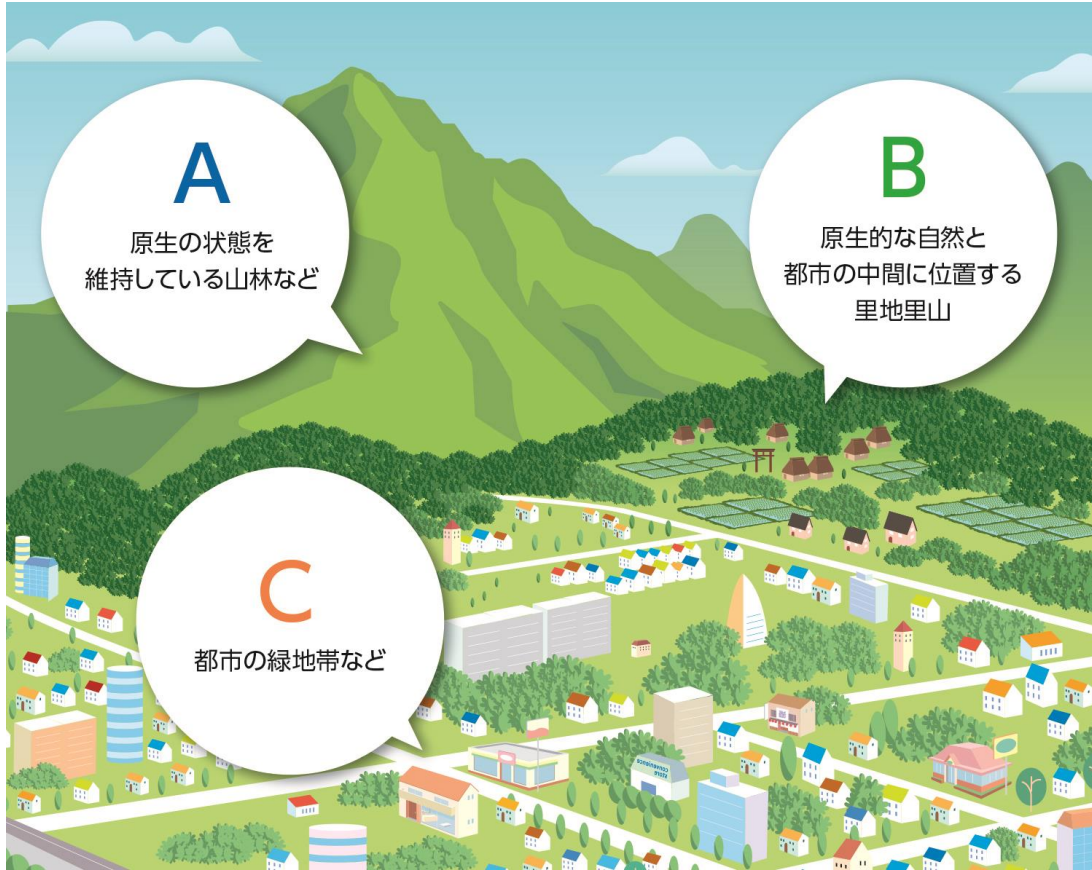 A
原生の状態を
維持している山林など
B
原生的な自然と
都市の中間に位置する
里地里山
C
都市の緑地帯など